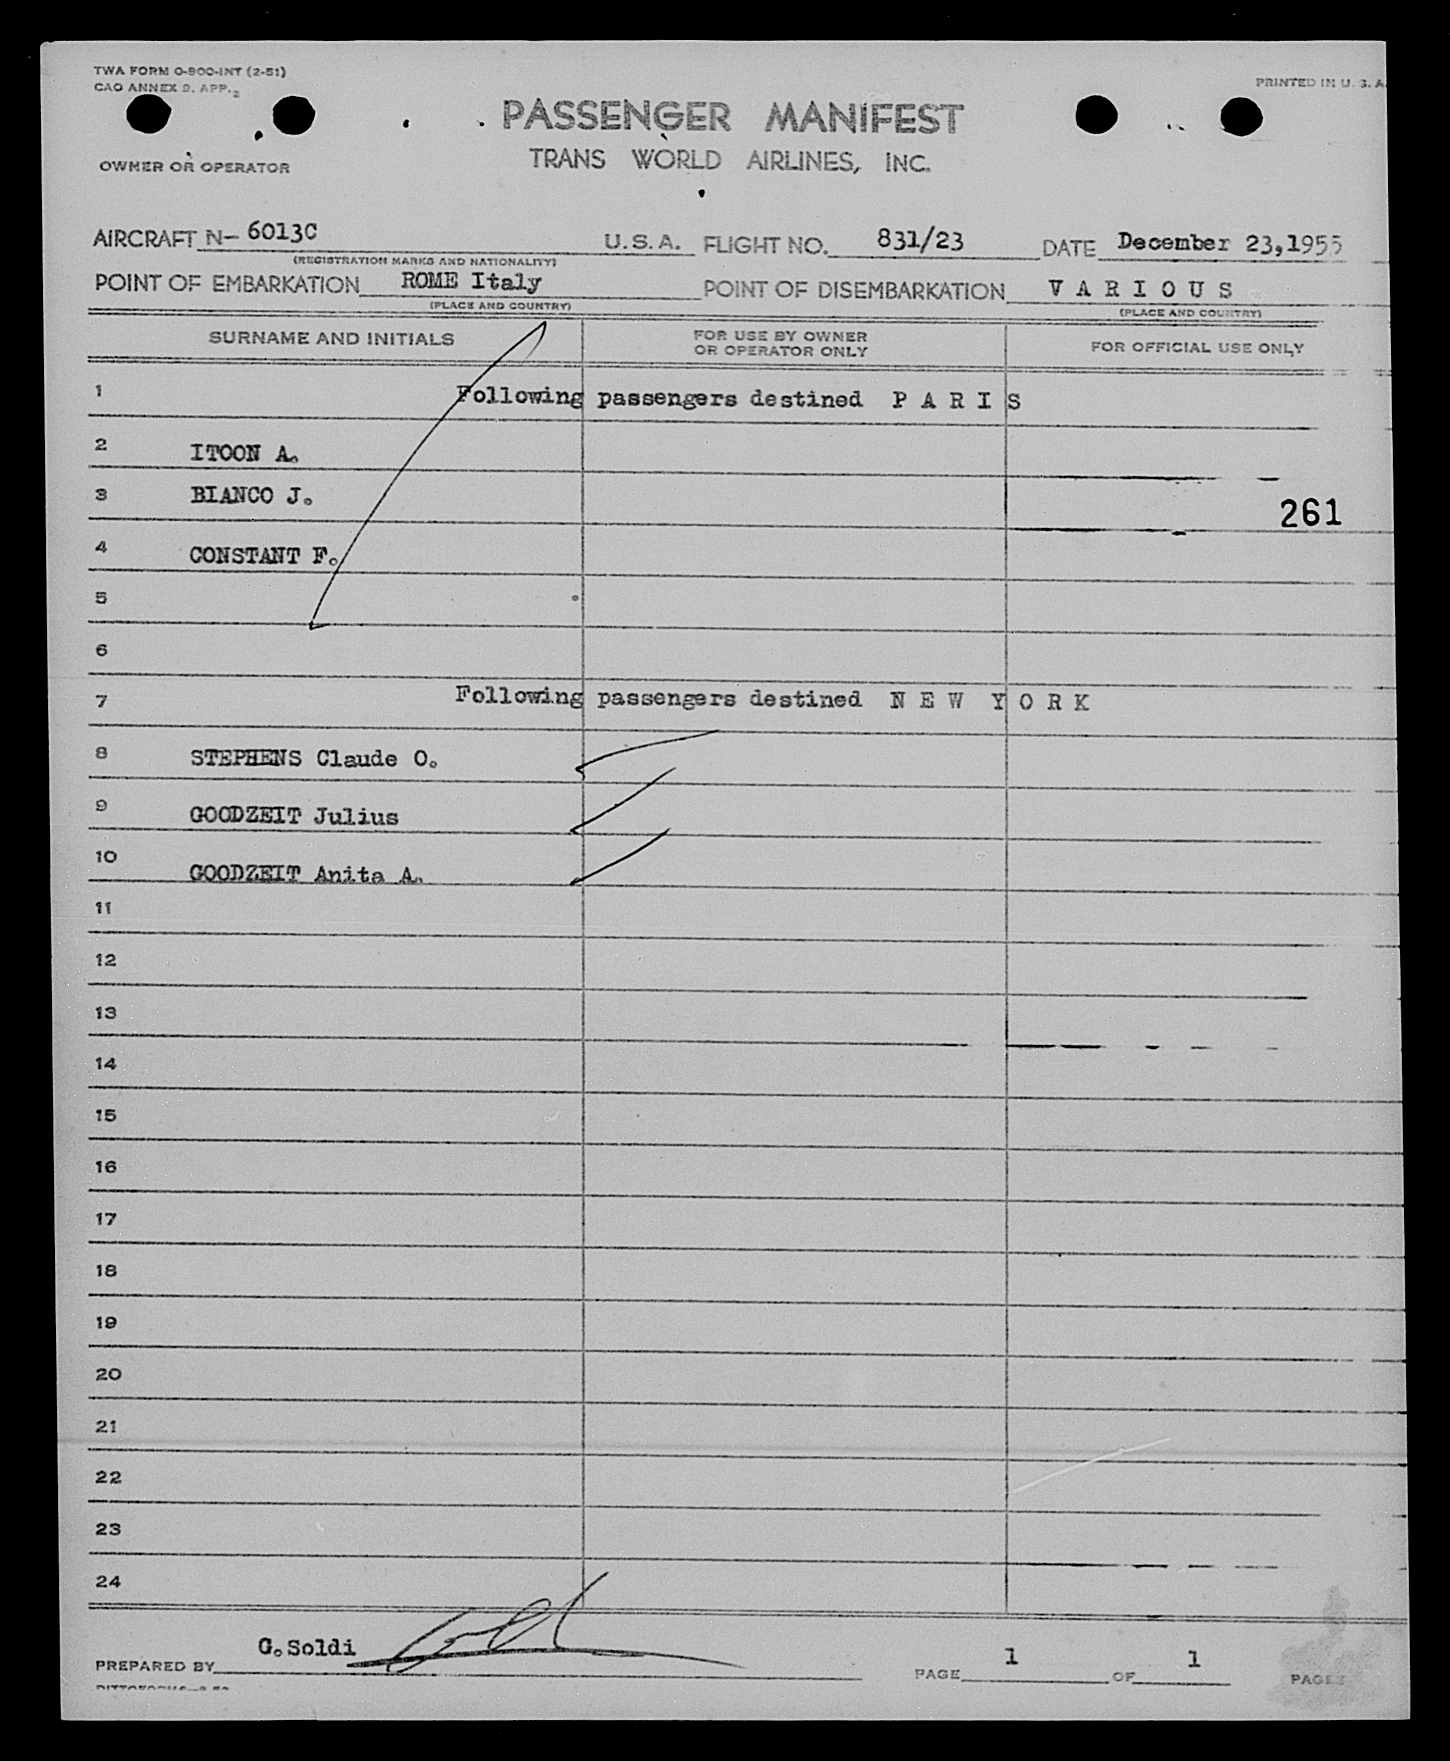 TWA FORM O-800-INT (2-51)
CAO ANNEX 9. APP. 2
PRINTED IN U. S. A.
PASSENGER MANIFEST
OWNER OR OPERATOR
TRANS WORLD AIRLINES, INC.
AIRCRAFT N- 6013C U.S.A. FLIGHT NO. 831/23 DATE December 23,1955
(REGISTRATION MARKS AND NATIONALITY)
POINT OF EMBARKATION ROME Italy POINT OF DISEMBARKATION V A R I O U S
(PLACE AND COUNTRY) (PLACE AND COUNTRY)
SURNAME AND INITIALS FOR USE BY OWNER OR OPERATOR ONLY FOR OFFICIAL USE ONLY
1 Following passengers destined P A R I S
2 ITOON A.
3 BIANCO J.
261
4 CONSTANT F.
5
6
7 Following passengers destined N E W Y O R K
8 STEPHENS Claude O.
9 GOODZEIT Julius
10 GOODZEIT Anita A.
11
12
13
14
15
16
17
18
19
20
21
22
23
24
PREPARED BY G.Soldi PAGE 1 OF 1 PAGES